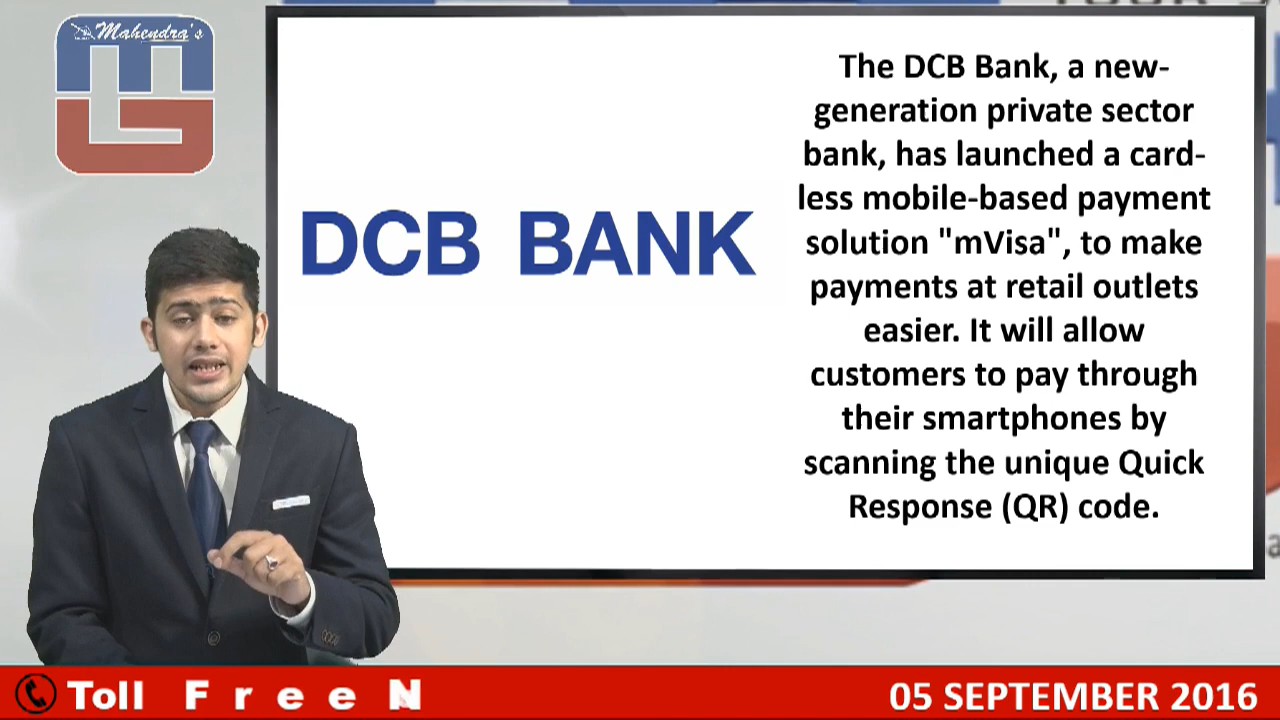 Mahendra's
DCB BANK
The DCB Bank, a new-
generation private sector
bank, has launched a card-
less mobile-based payment
solution "mVisa", to make
payments at retail outlets
easier. It will allow
customers to pay through
their smartphones by
scanning the unique Quick
Response (QR) code.
Toll Free N
05 SEPTEMBER 2016